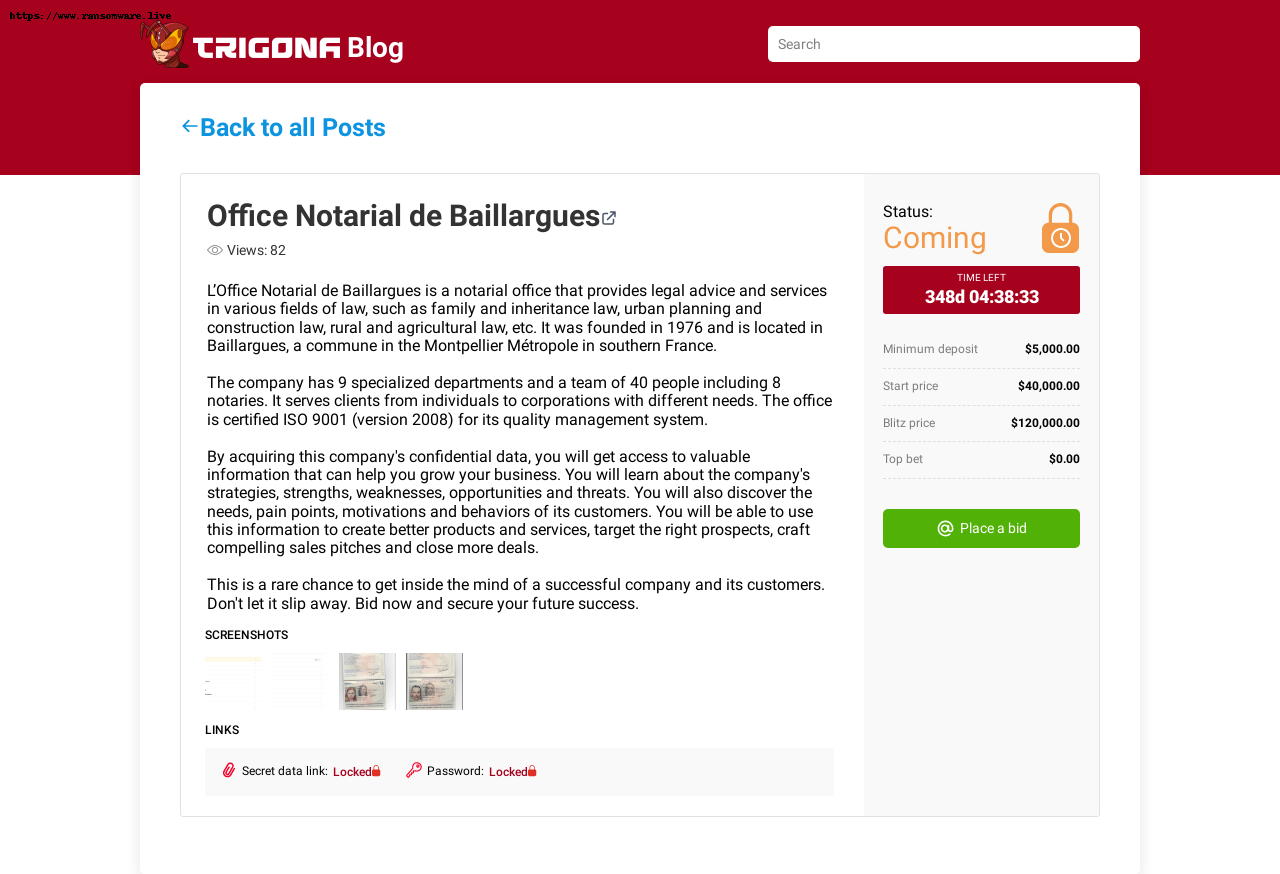 https://www.ransomware.live
TRIGONA Blog
Search
Back to all Posts
Office Notarial de Baillargues
Views: 82
L’Office Notarial de Baillargues is a notarial office that provides legal advice and services
in various fields of law, such as family and inheritance law, urban planning and
construction law, rural and agricultural law, etc. It was founded in 1976 and is located in
Baillargues, a commune in the Montpellier Métropole in southern France.
The company has 9 specialized departments and a team of 40 people including 8
notaries. It serves clients from individuals to corporations with different needs. The office
is certified ISO 9001 (version 2008) for its quality management system.
By acquiring this company's confidential data, you will get access to valuable
information that can help you grow your business. You will learn about the company's
strategies, strengths, weaknesses, opportunities and threats. You will also discover the
needs, pain points, motivations and behaviors of its customers. You will be able to use
this information to create better products and services, target the right prospects, craft
compelling sales pitches and close more deals.
This is a rare chance to get inside the mind of a successful company and its customers.
Don't let it slip away. Bid now and secure your future success.
SCREENSHOTS
LINKS
Secret data link: Locked
Password: Locked
Status:
Coming
TIME LEFT
348d 04:38:33
Minimum deposit $5,000.00
Start price $40,000.00
Blitz price $120,000.00
Top bet $0.00
Place a bid